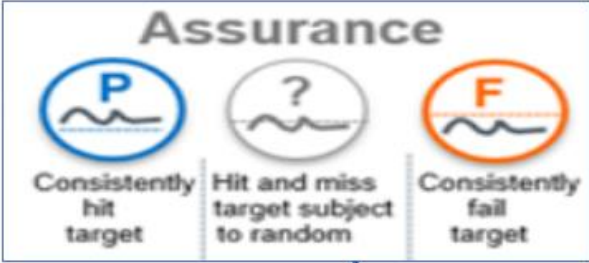 Assurance
P
?
F
Consistently
hit
target
Hit and miss
target subject
to random
Consistently
fail
target